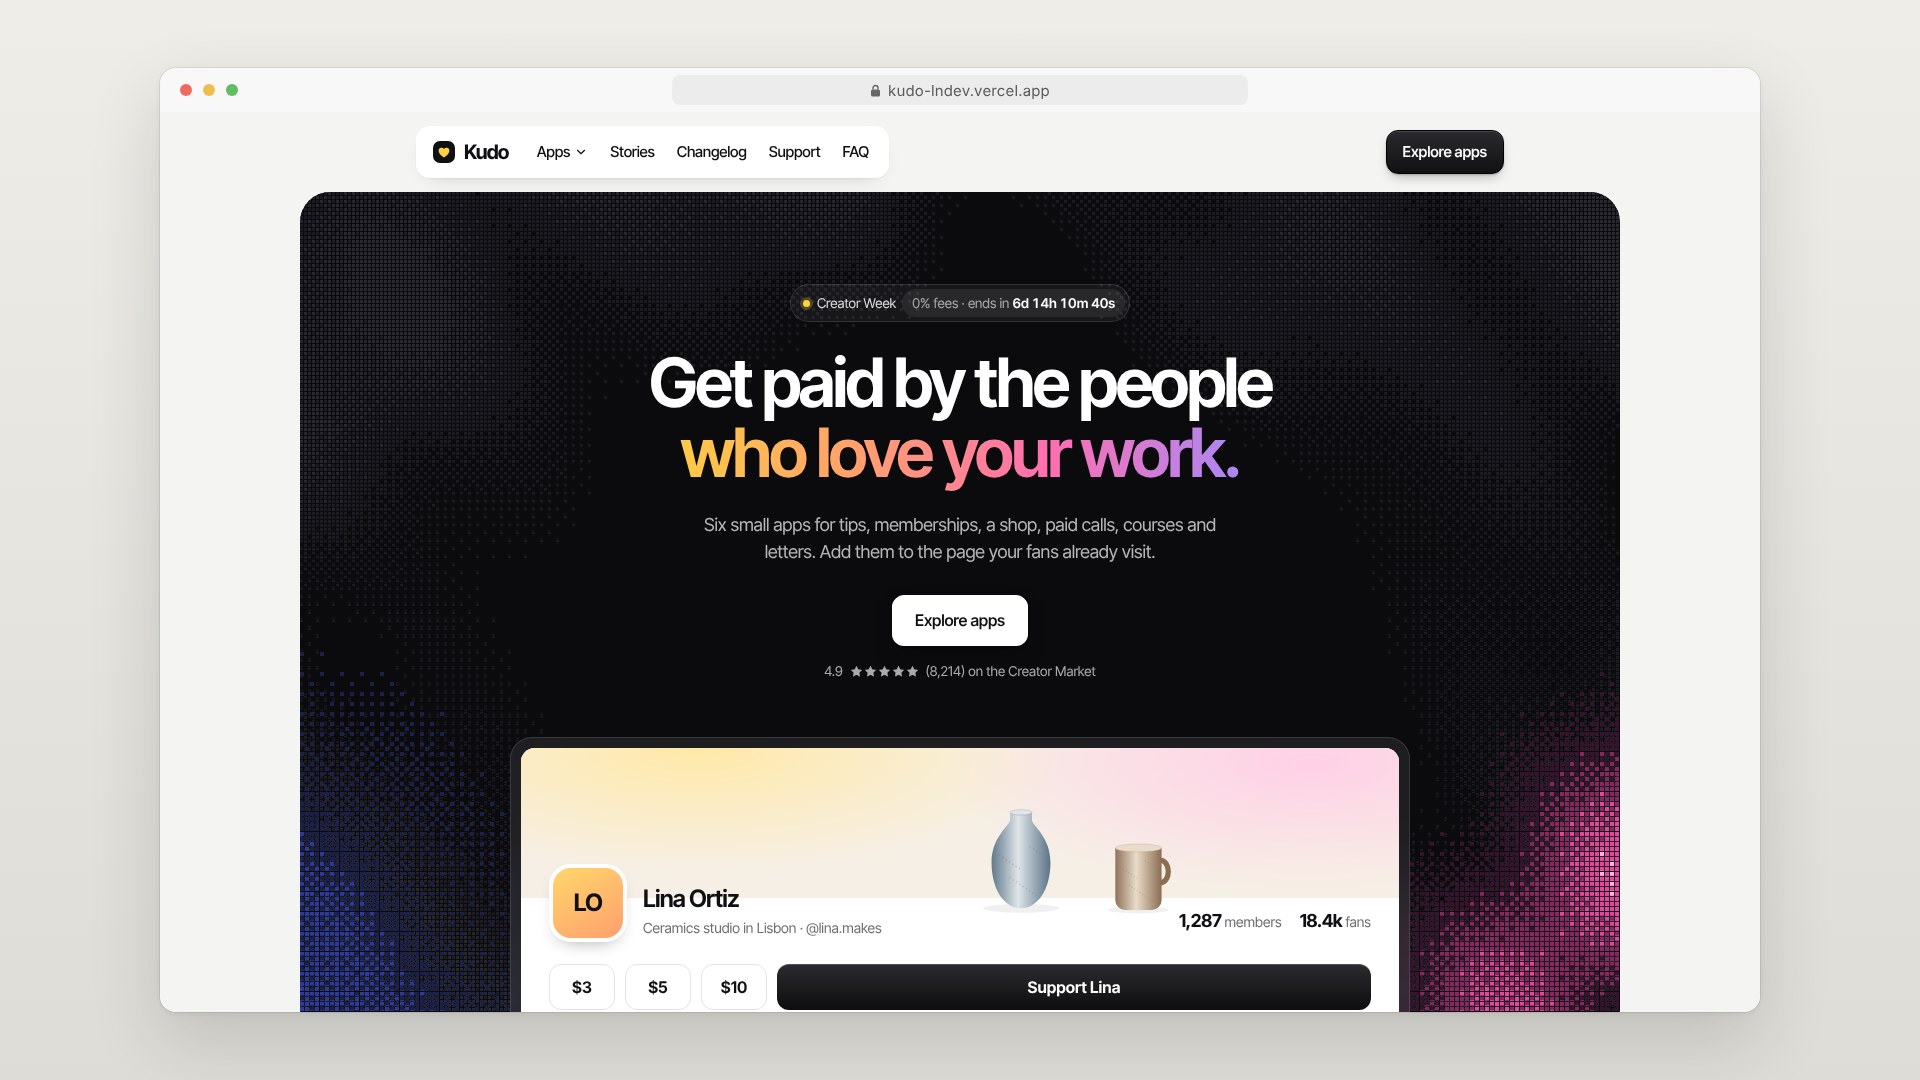 kudo-lndev.vercel.app
Kudo Apps Stories Changelog Support FAQ
Explore apps
Creator Week 0% fees · ends in 6d 14h 10m 40s
Get paid by the people
who love your work.
Six small apps for tips, memberships, a shop, paid calls, courses and
letters. Add them to the page your fans already visit.
Explore apps
4.9 ★★★★★ (8,214) on the Creator Market
LO
Lina Ortiz
Ceramics studio in Lisbon · @lina.makes
1,287 members 18.4k fans
$3 $5 $10 Support Lina